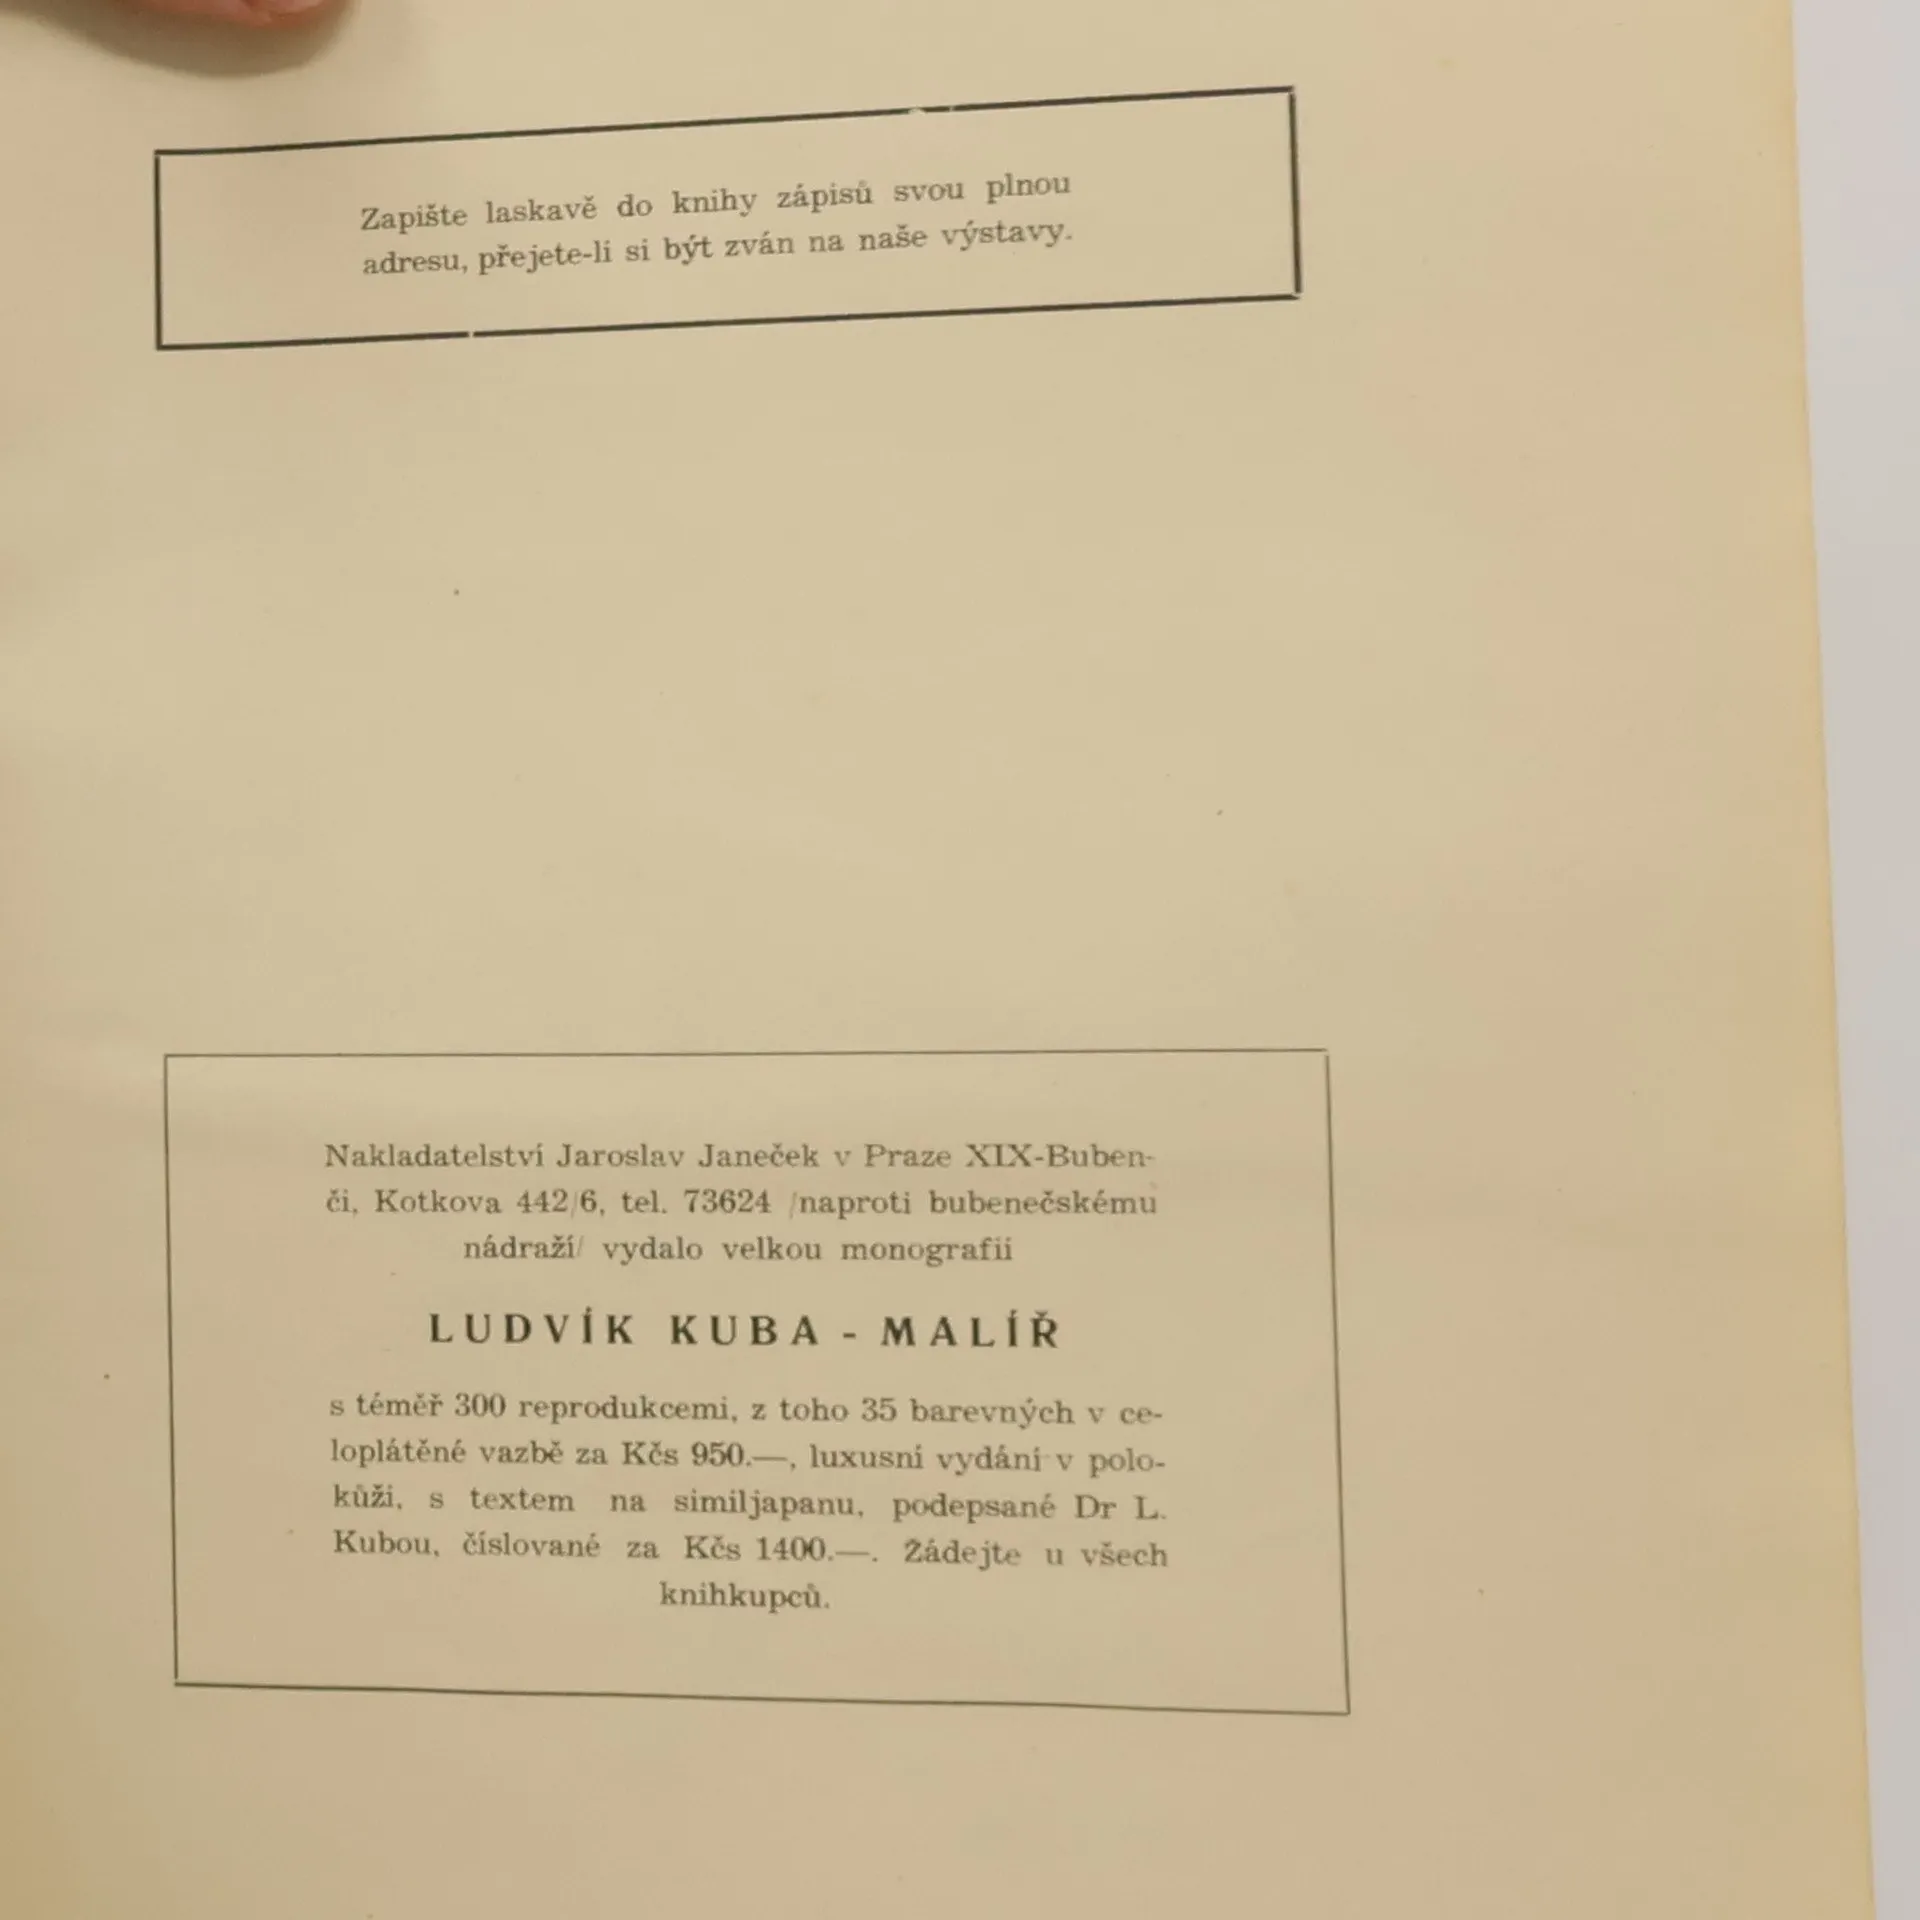 Zapište laskavě do knihy zápisů svou plnou
adresu, přejete-li si být zván na naše výstavy.
Nakladatelství Jaroslav Janeček v Praze XIX-Buben-
či, Kotkova 442/6, tel. 73624 /naproti bubenečskému
nádraží/ vydalo velkou monografii
LUDVÍK KUBA - MALÍŘ
s téměř 300 reprodukcemi, z toho 35 barevných v ce-
loplátěné vazbě za Kčs 950.—, luxusní vydání v polo-
kůži, s textem na similjapanu, podepsané Dr L.
Kubou, číslované za Kčs 1400.—. Žádejte u všech
knihkupců.